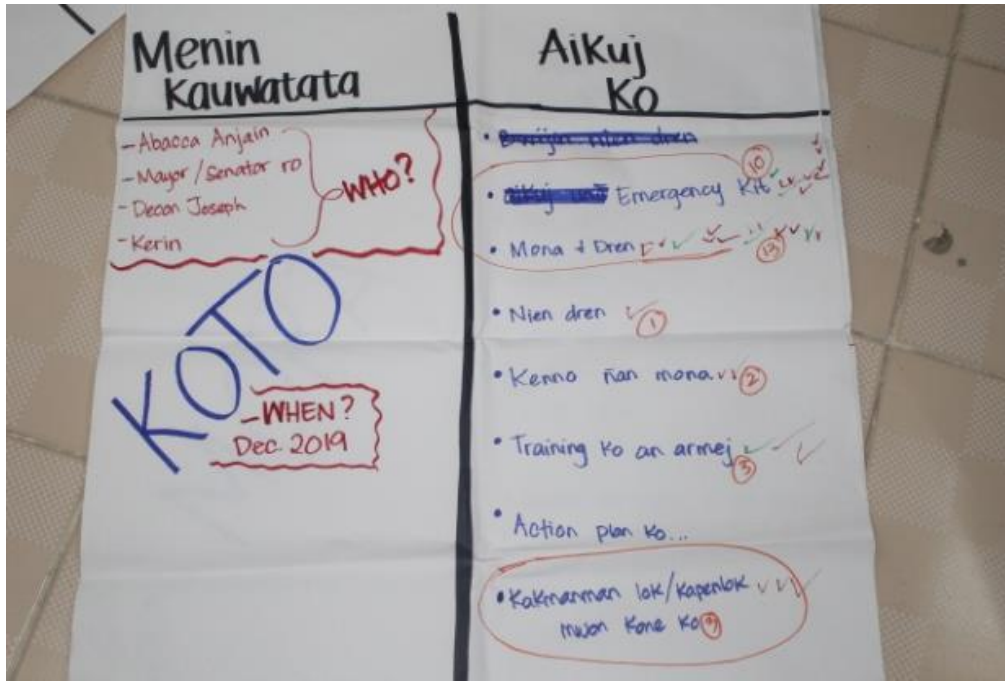 Menin
Kauwatata
- Abacca Anjain
- Mayor/Senator ro
- Decon Joseph
- Kerin
WHO?
KOTO
- WHEN?
Dec. 2019
Aikuj
Ko
• Emergency Kit 10
• Mona + Dren 13
• Nien dren 1
• Kenno ñan mona 2
• Training ko an armej 3
• Action plan ko...
• Kakmanman lok/kapenlok
mwon kone ko